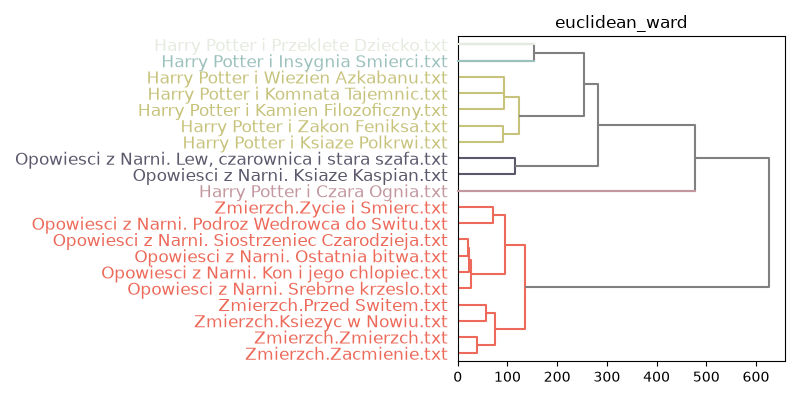 euclidean_ward
Harry Potter i Przeklete Dziecko.txt
Harry Potter i Insygnia Smierci.txt
Harry Potter i Wiezien Azkabanu.txt
Harry Potter i Komnata Tajemnic.txt
Harry Potter i Kamien Filozoficzny.txt
Harry Potter i Zakon Feniksa.txt
Harry Potter i Ksiaze Polkrwi.txt
Opowiesci z Narni. Lew, czarownica i stara szafa.txt
Opowiesci z Narni. Ksiaze Kaspian.txt
Harry Potter i Czara Ognia.txt
Zmierzch.Zycie i Smierc.txt
Opowiesci z Narni. Podroz Wedrowca do Switu.txt
Opowiesci z Narni. Siostrzeniec Czarodzieja.txt
Opowiesci z Narni. Ostatnia bitwa.txt
Opowiesci z Narni. Kon i jego chlopiec.txt
Opowiesci z Narni. Srebrne krzeslo.txt
Zmierzch.Przed Switem.txt
Zmierzch.Ksiezyc w Nowiu.txt
Zmierzch.Zmierzch.txt
Zmierzch.Zacmienie.txt
0 100 200 300 400 500 600